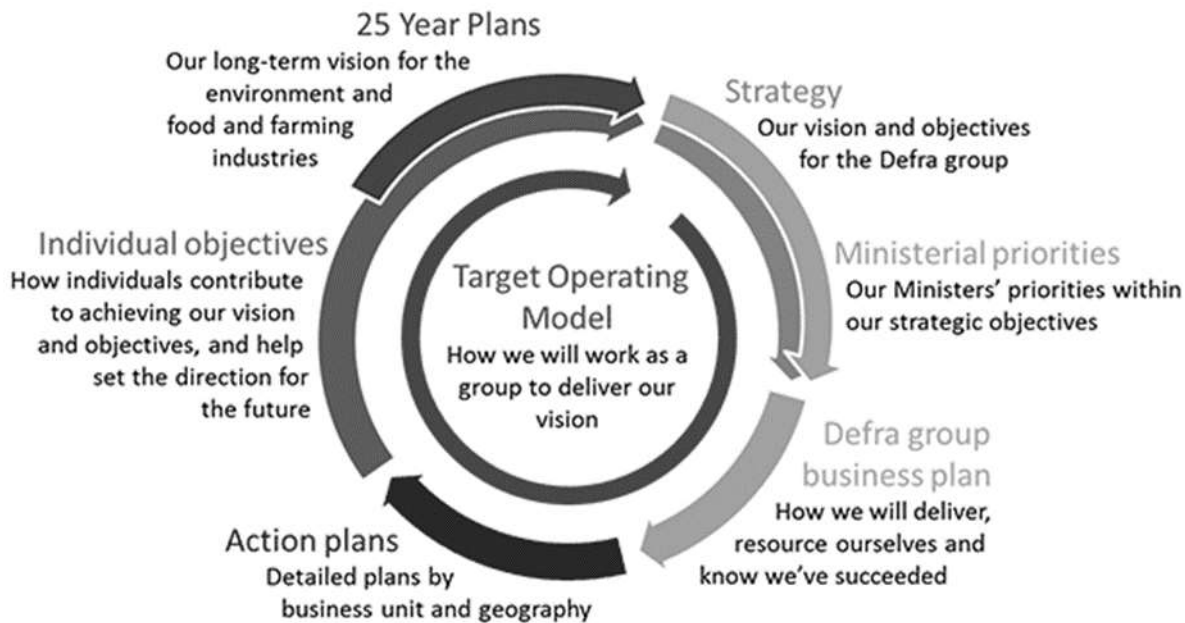 25 Year Plans
Our long-term vision for the
environment and
food and farming
industries
Strategy
Our vision and objectives
for the Defra group
Ministerial priorities
Our Ministers' priorities within
our strategic objectives
Defra group
business plan
How we will deliver,
resource ourselves and
know we've succeeded
Action plans
Detailed plans by
business unit and geography
Individual objectives
How individuals contribute
to achieving our vision
and objectives, and help
set the direction for
the future
Target Operating
Model
How we will work as a
group to deliver our
vision